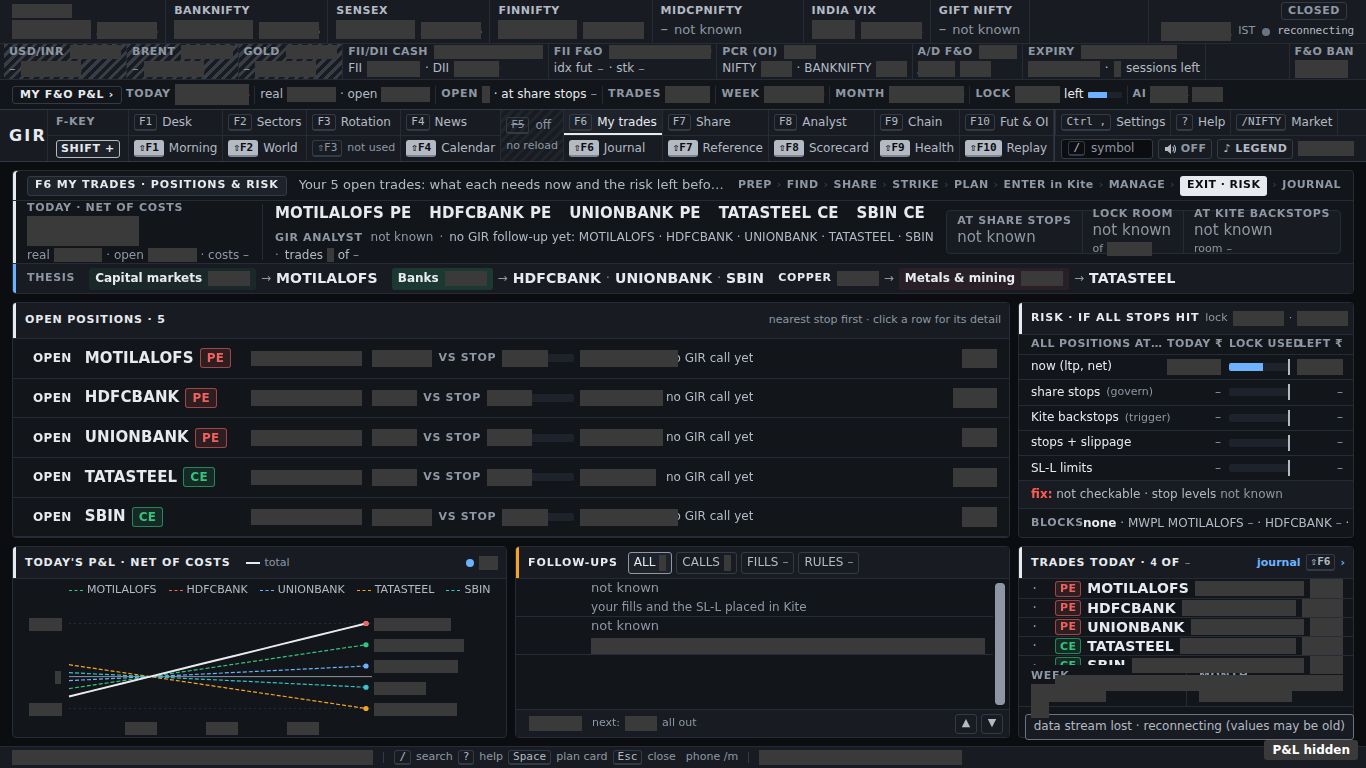 BANKNIFTY SENSEX FINNIFTY MIDCPNIFTY INDIA VIX GIFT NIFTY CLOSED
– not known – not known IST reconnecting
USD/INR BRENT GOLD FII/DII CASH FII F&O PCR (OI) A/D F&O EXPIRY F&O BAN
– – – FII · DII idx fut – · stk – NIFTY · BANKNIFTY · sessions left
MY F&O P&L › TODAY real · open OPEN · at share stops – TRADES WEEK MONTH LOCK left AI
GIR F-KEY F1 Desk F2 Sectors F3 Rotation F4 News F5 off F6 My trades F7 Share F8 Analyst F9 Chain F10 Fut & OI Ctrl , Settings ? Help /NIFTY Market
SHIFT + ⇧F1 Morning ⇧F2 World ⇧F3 not used ⇧F4 Calendar no reload ⇧F6 Journal ⇧F7 Reference ⇧F8 Scorecard ⇧F9 Health ⇧F10 Replay / symbol OFF ♪ LEGEND
F6 MY TRADES · POSITIONS & RISK Your 5 open trades: what each needs now and the risk left befo… PREP › FIND › SHARE › STRIKE › PLAN › ENTER in Kite › MANAGE › EXIT · RISK › JOURNAL
TODAY · NET OF COSTS
real · open · costs –
MOTILALOFS PE HDFCBANK PE UNIONBANK PE TATASTEEL CE SBIN CE
GIR ANALYST not known · no GIR follow-up yet: MOTILALOFS · HDFCBANK · UNIONBANK · TATASTEEL · SBIN
· trades of –
AT SHARE STOPS LOCK ROOM AT KITE BACKSTOPS
not known not known not known
of room –
THESIS Capital markets → MOTILALOFS Banks → HDFCBANK · UNIONBANK · SBIN COPPER → Metals & mining → TATASTEEL
OPEN POSITIONS · 5 nearest stop first · click a row for its detail
OPEN MOTILALOFS PE VS STOP GIR call yet
OPEN HDFCBANK PE VS STOP no GIR call yet
OPEN UNIONBANK PE VS STOP no GIR call yet
OPEN TATASTEEL CE VS STOP no GIR call yet
OPEN SBIN CE VS STOP GIR call yet
RISK · IF ALL STOPS HIT lock ·
ALL POSITIONS AT… TODAY ₹ LOCK USED LEFT ₹
now (ltp, net)
share stops (govern) – –
Kite backstops (trigger) – –
stops + slippage – –
SL-L limits – –
fix: not checkable · stop levels not known
BLOCKS none · MWPL MOTILALOFS – · HDFCBANK – ·
TODAY'S P&L · NET OF COSTS total
MOTILALOFS HDFCBANK UNIONBANK TATASTEEL SBIN
FOLLOW-UPS ALL CALLS FILLS – RULES –
not known
your fills and the SL-L placed in Kite
not known
next: all out ▲ ▼
TRADES TODAY · 4 OF – journal ⇧F6 ›
· PE MOTILALOFS
· PE HDFCBANK
· PE UNIONBANK
· CE TATASTEEL
CE SBIN
WEEK MONTH
data stream lost · reconnecting (values may be old)
P&L hidden
/ search ? help Space plan card Esc close phone /m